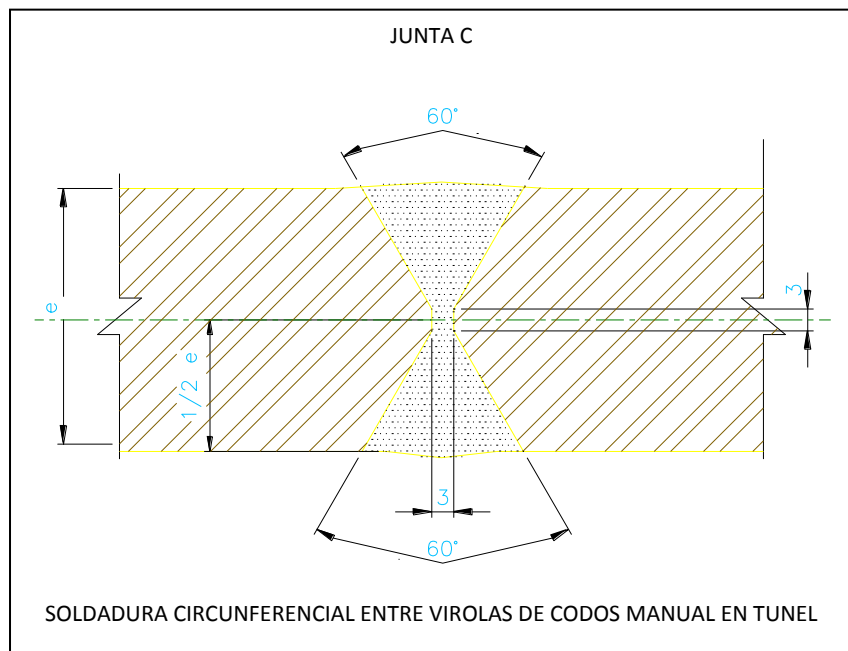 JUNTA C
60°
e
3
1/2 e
3
60°
SOLDADURA CIRCUNFERENCIAL ENTRE VIROLAS DE CODOS MANUAL EN TUNEL